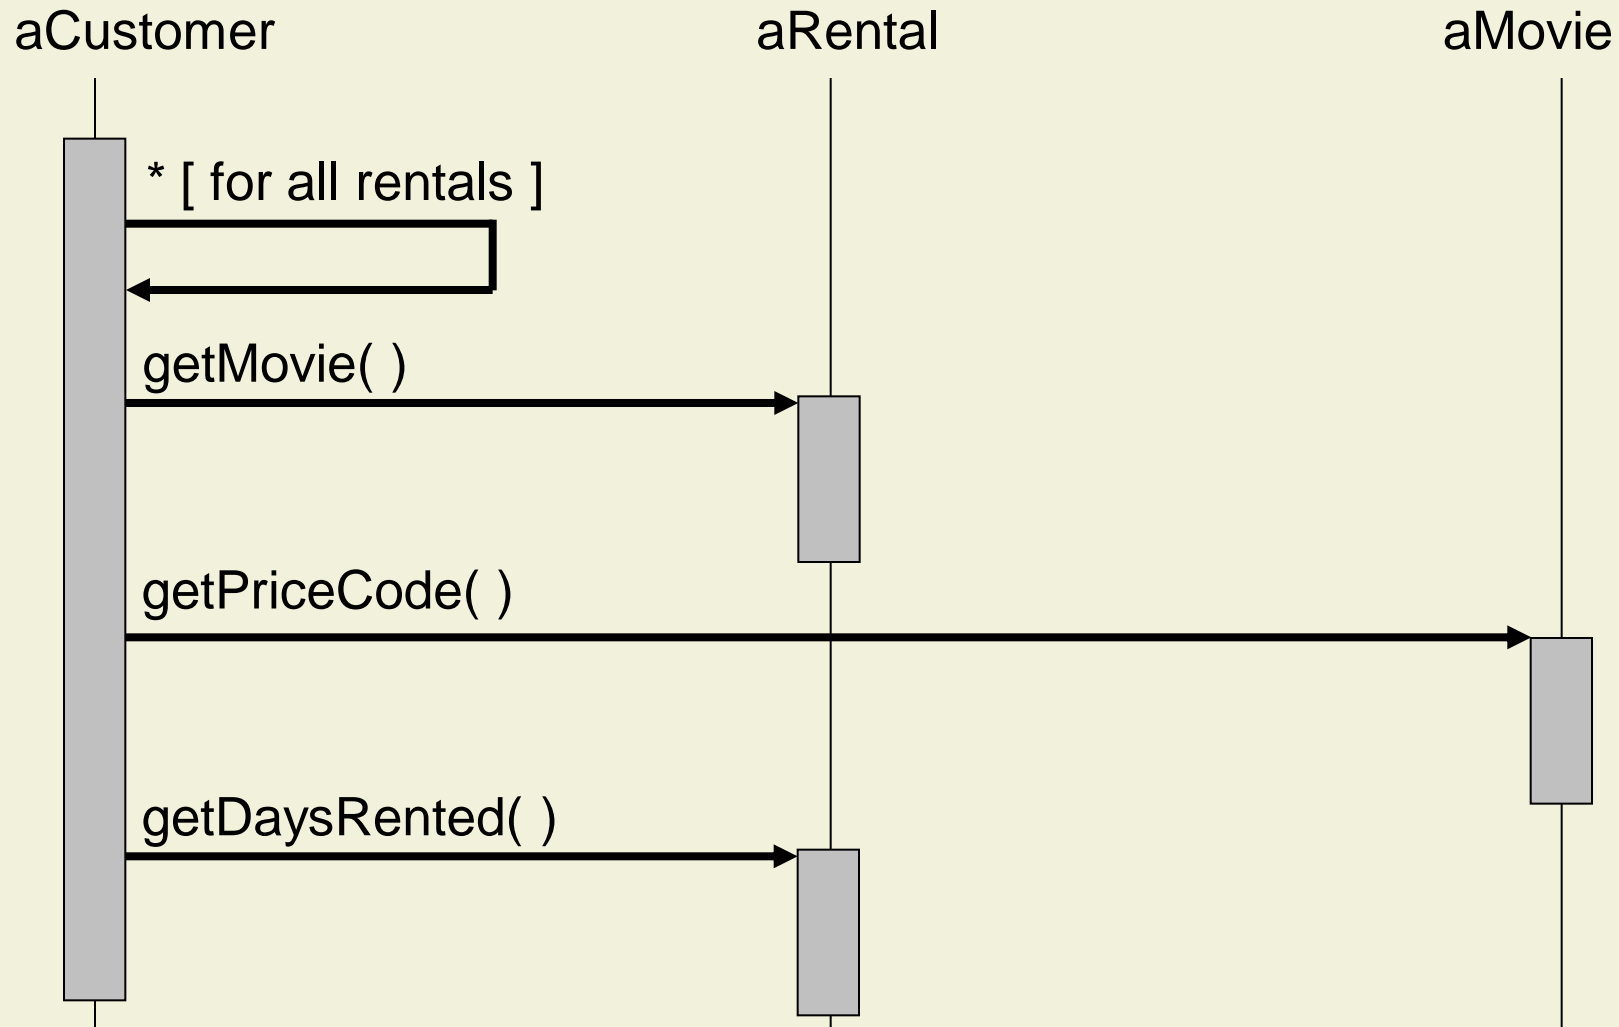 aCustomer
aRental
aMovie
* [ for all rentals ]
getMovie( )
getPriceCode( )
getDaysRented( )